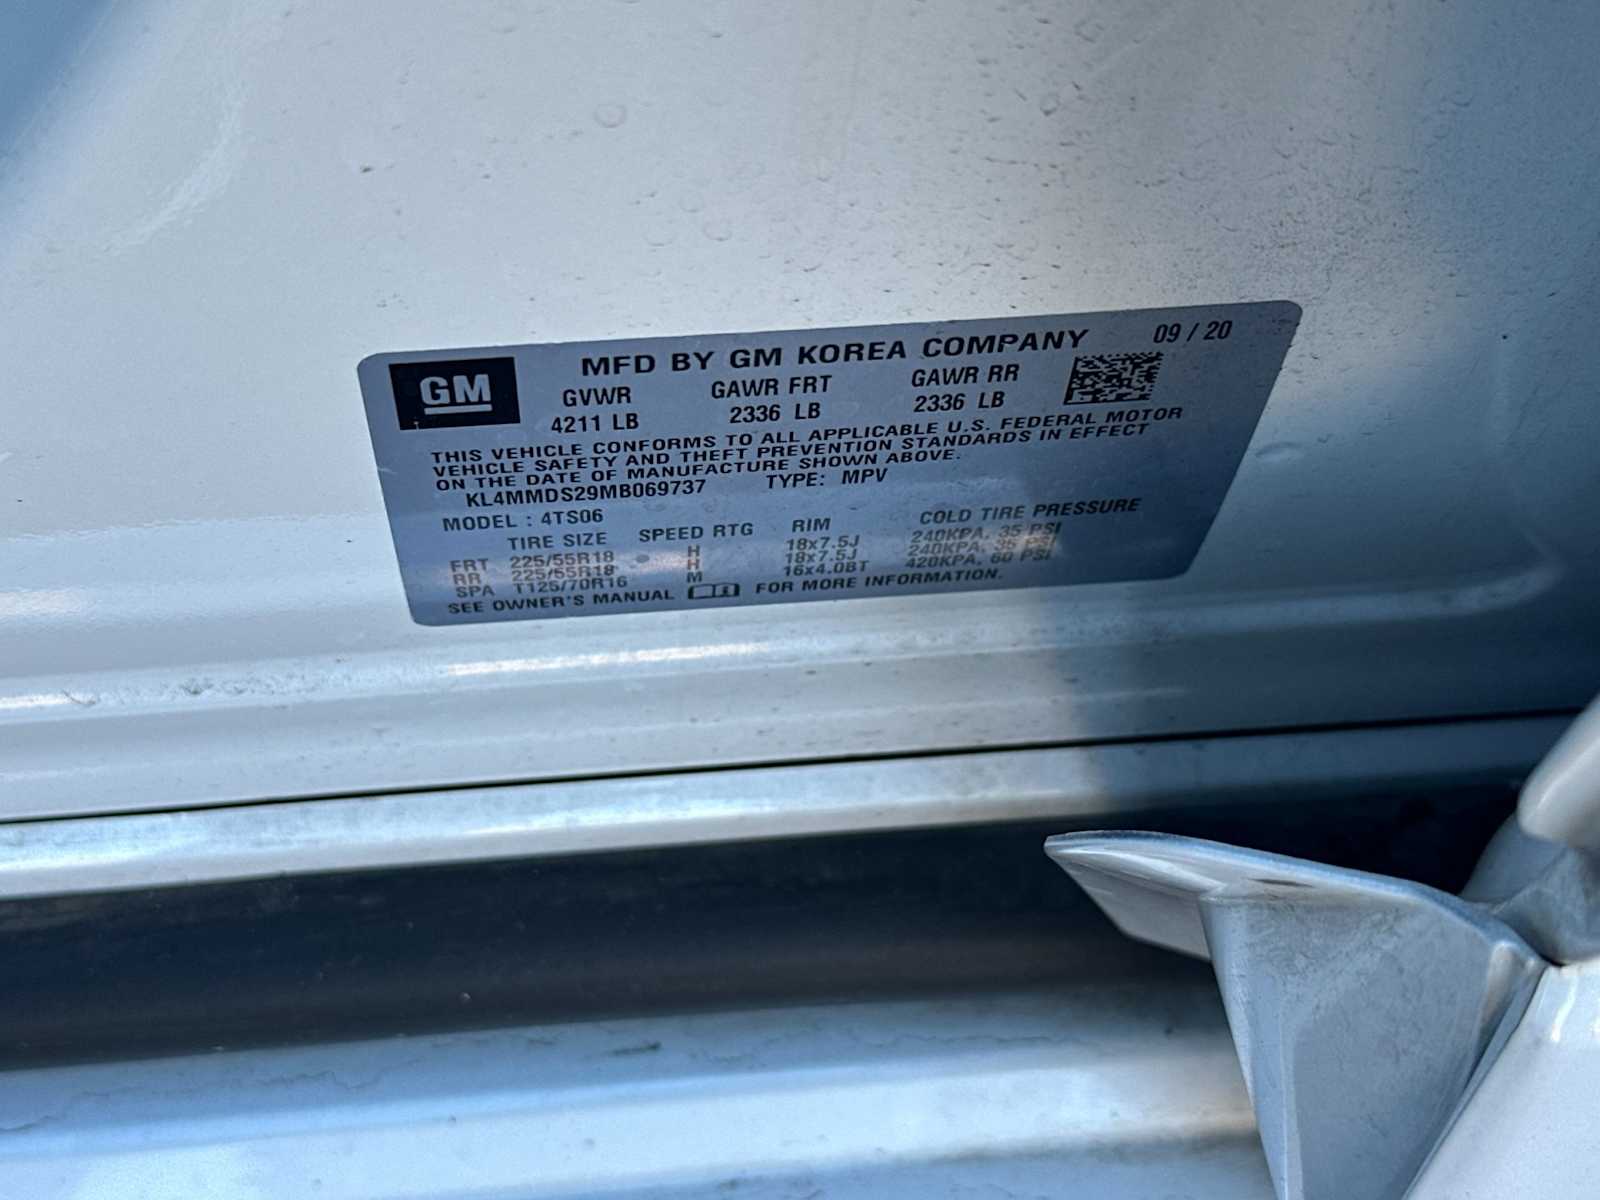 GM
MFD BY GM KOREA COMPANY 09 / 20
GVWR GAWR FRT GAWR RR
4211 LB 2336 LB 2336 LB
THIS VEHICLE CONFORMS TO ALL APPLICABLE U.S. FEDERAL MOTOR
VEHICLE SAFETY AND THEFT PREVENTION STANDARDS IN EFFECT
ON THE DATE OF MANUFACTURE SHOWN ABOVE.
KL4MMDS29MB069737 TYPE: MPV
MODEL : 4TS06
TIRE SIZE SPEED RTG RIM COLD TIRE PRESSURE
FRT 225/55R18 H 18x7.5J 240KPA, 35 PSI
RR 225/55R18 H 18x7.5J 240KPA, 35 PSI
SPA T125/70R16 M 16x4.0BT 420KPA, 60 PSI
SEE OWNER'S MANUAL FOR MORE INFORMATION.